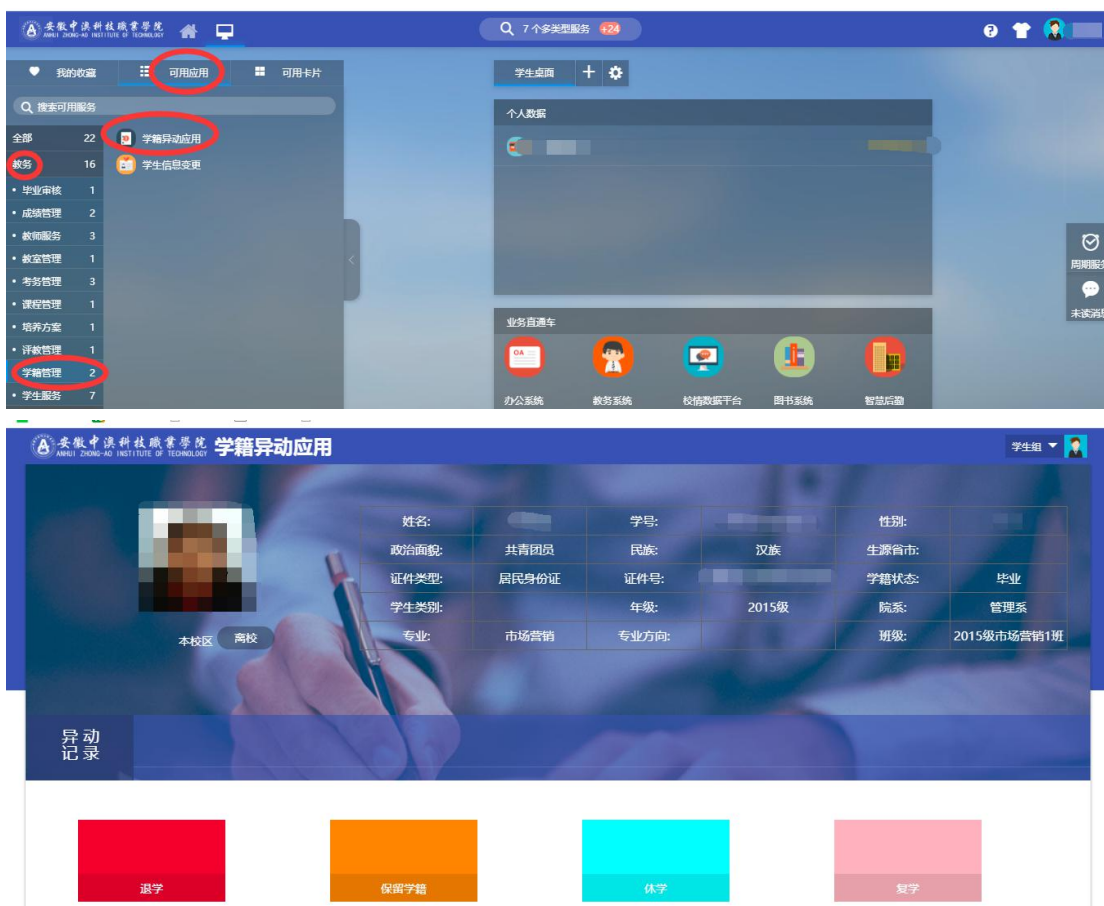 安徽中澳科技職業學院
ANHUI ZHONG-AO INSTITUTE OF TECHNOLOGY
7 个多类型服务 +24
我的收藏 可用应用 可用卡片
学生桌面
搜索可用服务
个人数据
全部 22
学籍异动应用
教务 16
学生信息变更
毕业审核 1
成绩管理 2
教师服务 3
教室管理 1
考务管理 3
课程管理 1
培养方案 1
评教管理 1
学籍管理 2
学生服务 7
周期服务
未读消息
业务直通车
OA
办公系统 教务系统 校情数据平台 图书系统 智慧后勤
安徽中澳科技職業學院 学籍异动应用
ANHUI ZHONG-AO INSTITUTE OF TECHNOLOGY
学生组
姓名: 学号: 性别:
政治面貌: 共青团员 民族: 汉族 生源省市:
证件类型: 居民身份证 证件号: 学籍状态: 毕业
学生类别: 年级: 2015级 院系: 管理系
专业: 市场营销 专业方向: 班级: 2015级市场营销1班
本校区 离校
异动
记录
退学 保留学籍 休学 复学